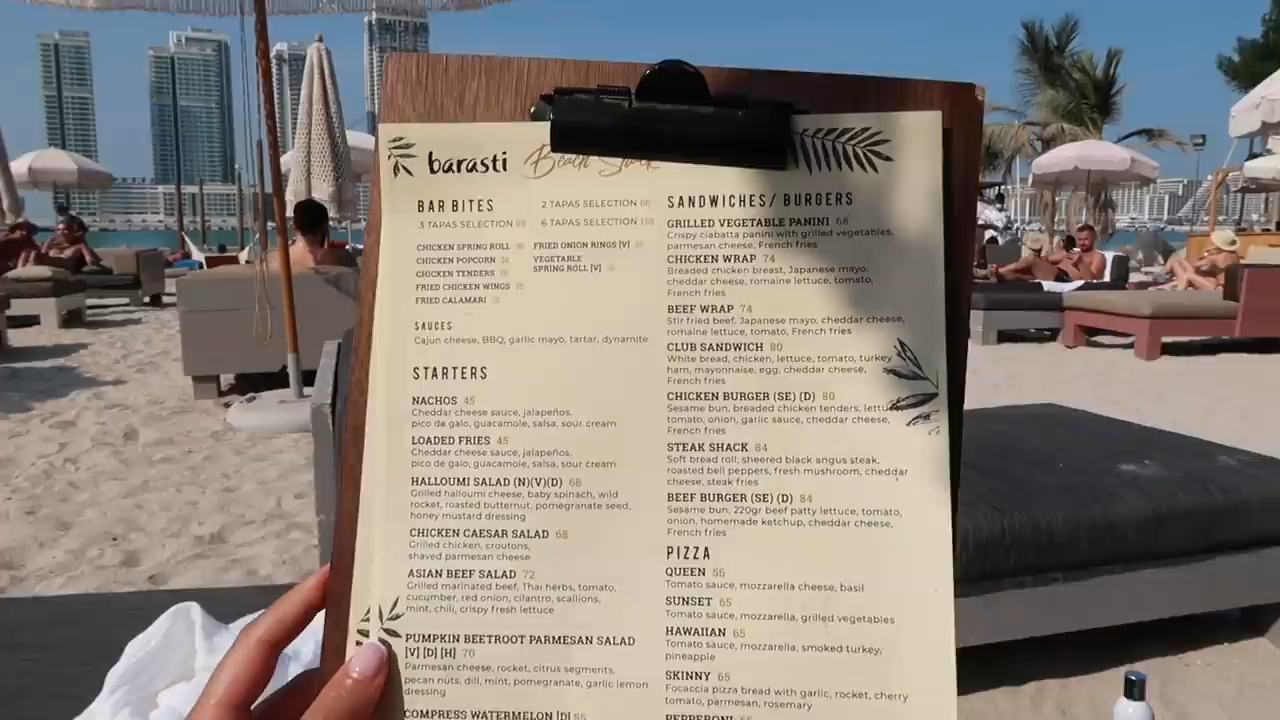 barasti Beach Shack
BAR BITES
2 TAPAS SELECTION 60
3 TAPAS SELECTION
6 TAPAS SELECTION 150
CHICKEN SPRING ROLL
CHICKEN POPCORN
CHICKEN TENDERS
FRIED CHICKEN WINGS
FRIED CALAMARI
FRIED ONION RINGS [V]
VEGETABLE
SPRING ROLL [V]
SAUCES
Cajun cheese, BBQ, garlic mayo, tartar, dynamite
STARTERS
NACHOS 45
Cheddar cheese sauce, jalapeños,
pico de galo, guacamole, salsa, sour cream
LOADED FRIES 45
Cheddar cheese sauce, jalapeños,
pico de galo, guacamole, salsa, sour cream
HALLOUMI SALAD (N)(V)(D) 68
Grilled halloumi cheese, baby spinach, wild
rocket, roasted butternut, pomegranate seed,
honey mustard dressing
CHICKEN CAESAR SALAD 68
Grilled chicken, croutons,
shaved parmesan cheese
ASIAN BEEF SALAD 72
Grilled marinated beef, Thai herbs, tomato,
cucumber, red onion, cilantro, scallions,
mint, chili, crispy fresh lettuce
PUMPKIN BEETROOT PARMESAN SALAD
[V] [D] [H] 70
Parmesan cheese, rocket, citrus segments,
pecan nuts, dill, mint, pomegranate, garlic lemon
dressing
COMPRESS WATERMELON [D]
SANDWICHES/ BURGERS
GRILLED VEGETABLE PANINI 68
Crispy ciabatta panini with grilled vegetables,
parmesan cheese, French fries
CHICKEN WRAP 74
Breaded chicken breast, Japanese mayo,
cheddar cheese, romaine lettuce, tomato,
French fries
BEEF WRAP 74
Stir fried beef, Japanese mayo, cheddar cheese,
romaine lettuce, tomato, French fries
CLUB SANDWICH 80
White bread, chicken, lettuce, tomato, turkey
ham, mayonnaise, egg, cheddar cheese,
French fries
CHICKEN BURGER (SE) (D) 80
Sesame bun, breaded chicken tenders, lettuce,
tomato, onion, garlic sauce, cheddar cheese,
French fries
STEAK SHACK 84
Soft bread roll, sheered black angus steak,
roasted bell peppers, fresh mushroom, cheddar
cheese, steak fries
BEEF BURGER (SE) (D) 84
Sesame bun, 220gr beef patty lettuce, tomato,
onion, homemade ketchup, cheddar cheese,
French fries
PIZZA
QUEEN 56
Tomato sauce, mozzarella cheese, basil
SUNSET 65
Tomato sauce, mozzarella, grilled vegetables
HAWAIIAN 65
Tomato sauce, mozzarella, smoked turkey,
pineapple
SKINNY 65
Focaccia pizza bread with garlic, rocket, cherry
tomato, parmesan, rosemary
PEPPERONI